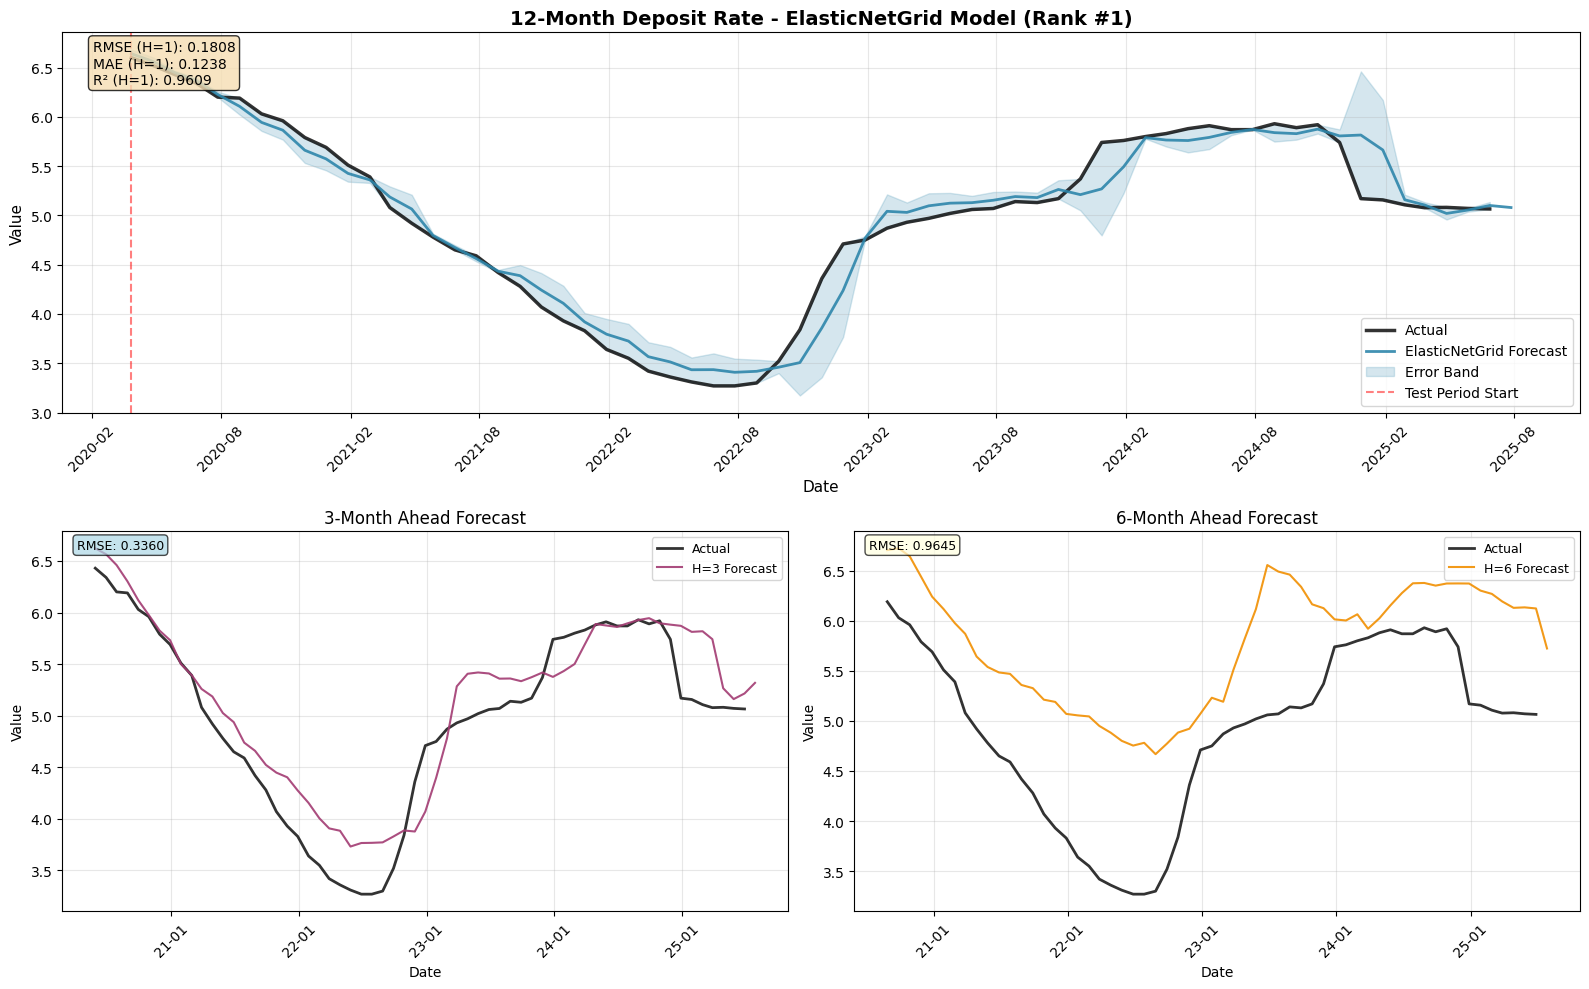 12-Month Deposit Rate - ElasticNetGrid Model (Rank #1)
RMSE (H=1): 0.1808
MAE (H=1): 0.1238
R² (H=1): 0.9609
Value
6.5
6.0
5.5
5.0
4.5
4.0
3.5
3.0
Actual
ElasticNetGrid Forecast
Error Band
Test Period Start
2020-02
2020-08
2021-02
2021-08
2022-02
2022-08
2023-02
2023-08
2024-02
2024-08
2025-02
2025-08
Date
3-Month Ahead Forecast
RMSE: 0.3360
Actual
H=3 Forecast
Value
6.5
6.0
5.5
5.0
4.5
4.0
3.5
21-01
22-01
23-01
24-01
25-01
Date
6-Month Ahead Forecast
RMSE: 0.9645
Actual
H=6 Forecast
Value
6.5
6.0
5.5
5.0
4.5
4.0
3.5
21-01
22-01
23-01
24-01
25-01
Date